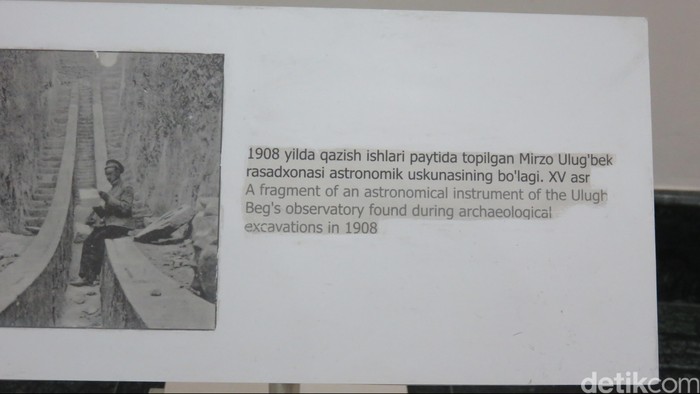 1908 yilda qazish ishlari paytida topilgan Mirzo Ulug'bek
rasadxonasi astronomik uskunasining bo'lagi. XV asr
A fragment of an astronomical instrument of the Ulugh
Beg's observatory found during archaeological
excavations in 1908
detikcom